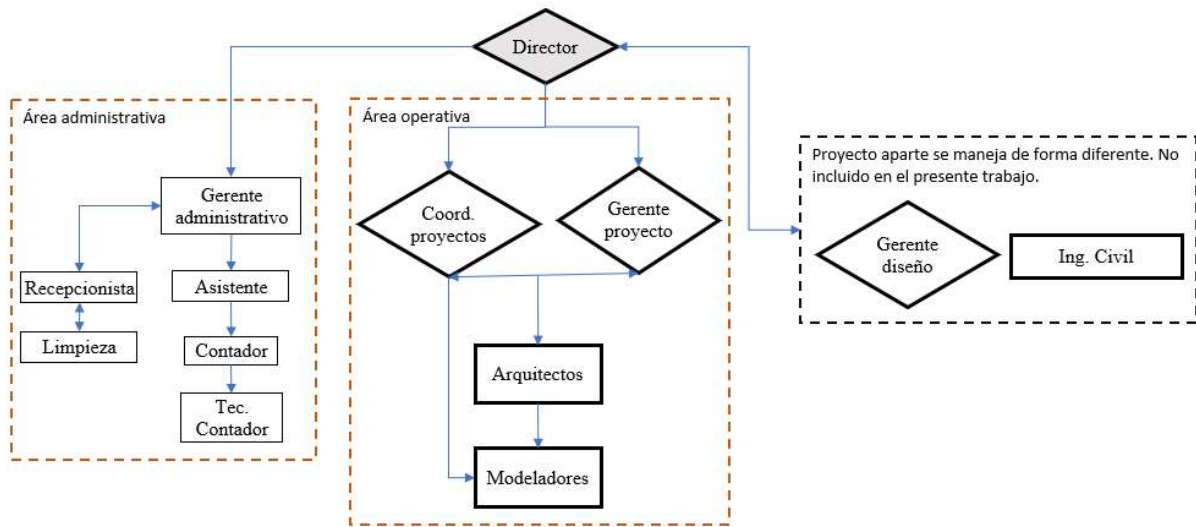 Director
Área administrativa
Gerente
administrativo
Recepcionista
Limpieza
Asistente
Contador
Tec.
Contador
Área operativa
Coord.
proyectos
Gerente
proyecto
Arquitectos
Modeladores
Proyecto aparte se maneja de forma diferente. No
incluido en el presente trabajo.
Gerente
diseño
Ing. Civil